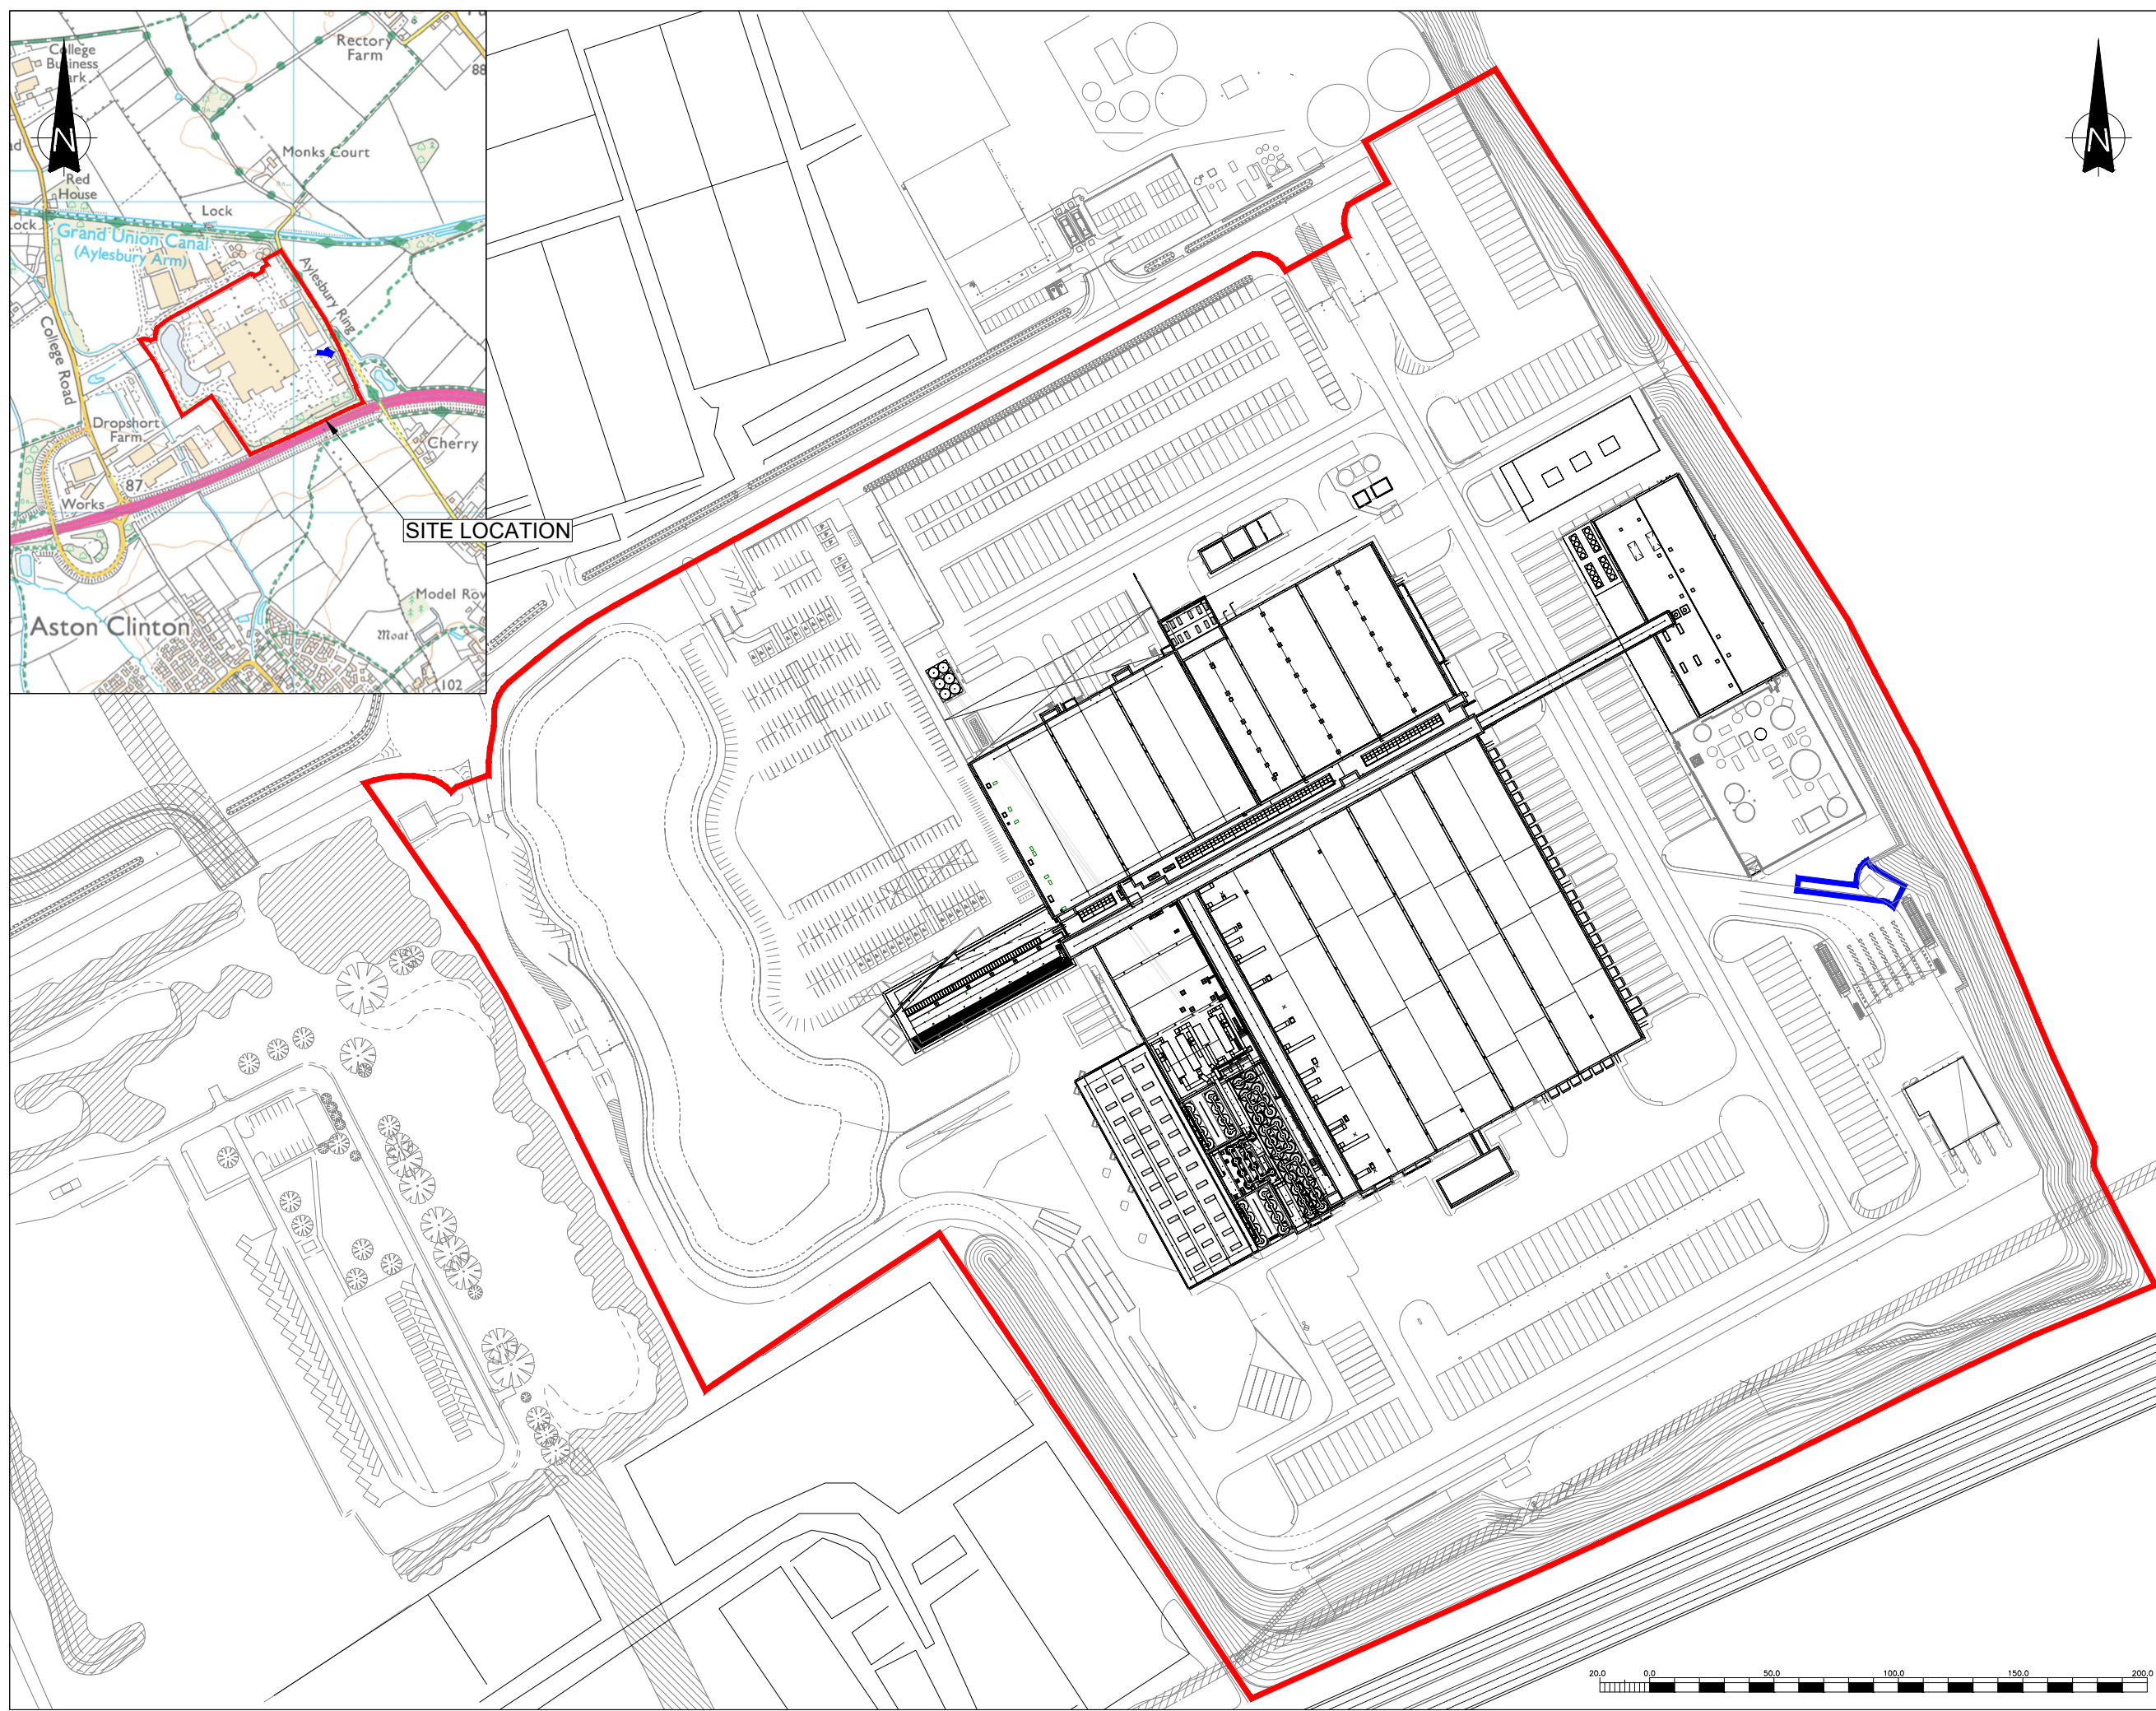 Rectory
Farm
88
College
Business
Park.
N
N
Monks Court
Red
House
Lock
Lock
Grand Union Canal
(Aylesbury Arm)
Aylesbury Ring
College Road
Dropshort
Farm
Cherry
87
Works
SITE LOCATION
Model Row
Aston Clinton
Moat
102
20.0 0.0 50.0 100.0 150.0 200.0